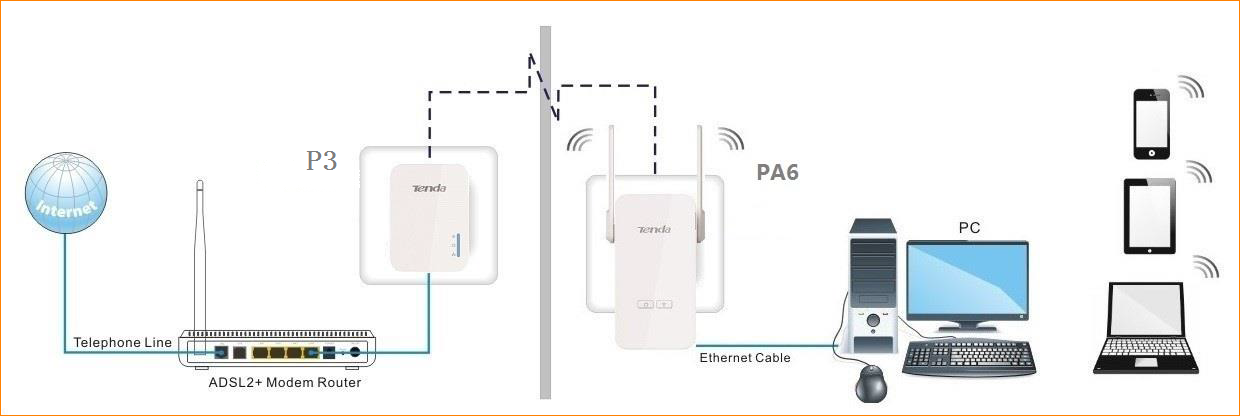 P3
Tenda
PA6
Internet
Tenda
PC
Telephone Line
Ethernet Cable
ADSL2+ Modem Router